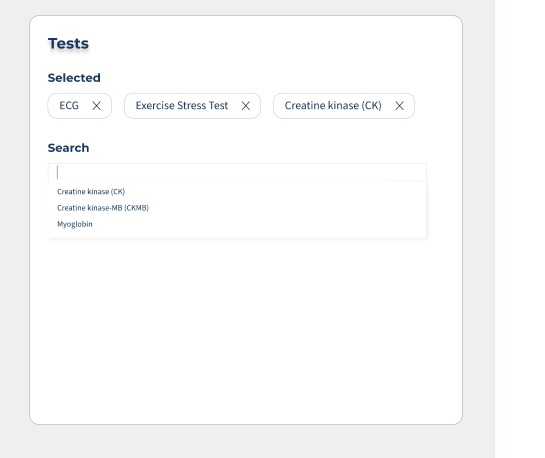 Tests
Selected
ECG Exercise Stress Test Creatine kinase (CK)
Search
Creatine kinase (CK)
Creatine kinase-MB (CKMB)
Myoglobin